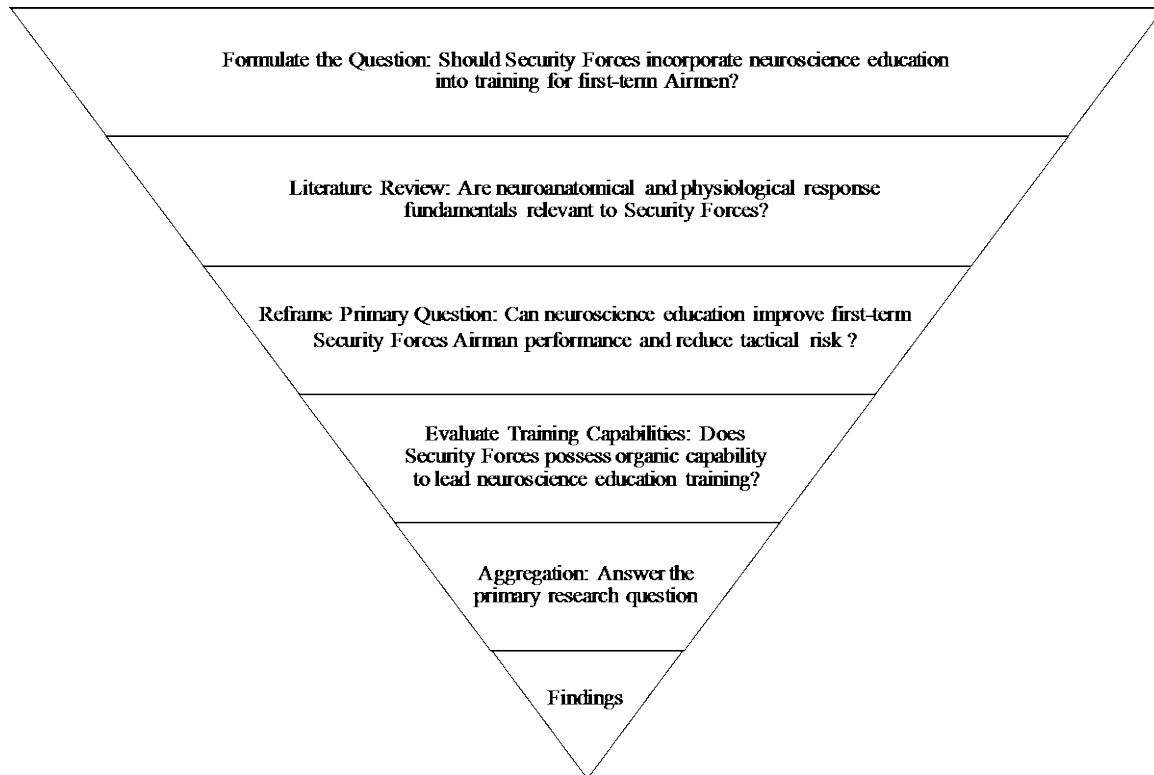 Formulate the Question: Should Security Forces incorporate neuroscience education
into training for first-term Airmen?
Literature Review: Are neuroanatomical and physiological response
fundamentals relevant to Security Forces?
Reframe Primary Question: Can neuroscience education improve first-term
Security Forces Airman performance and reduce tactical risk ?
Evaluate Training Capabilities: Does
Security Forces possess organic capability
to lead neuroscience education training?
Aggregation: Answer the
primary research question
Findings